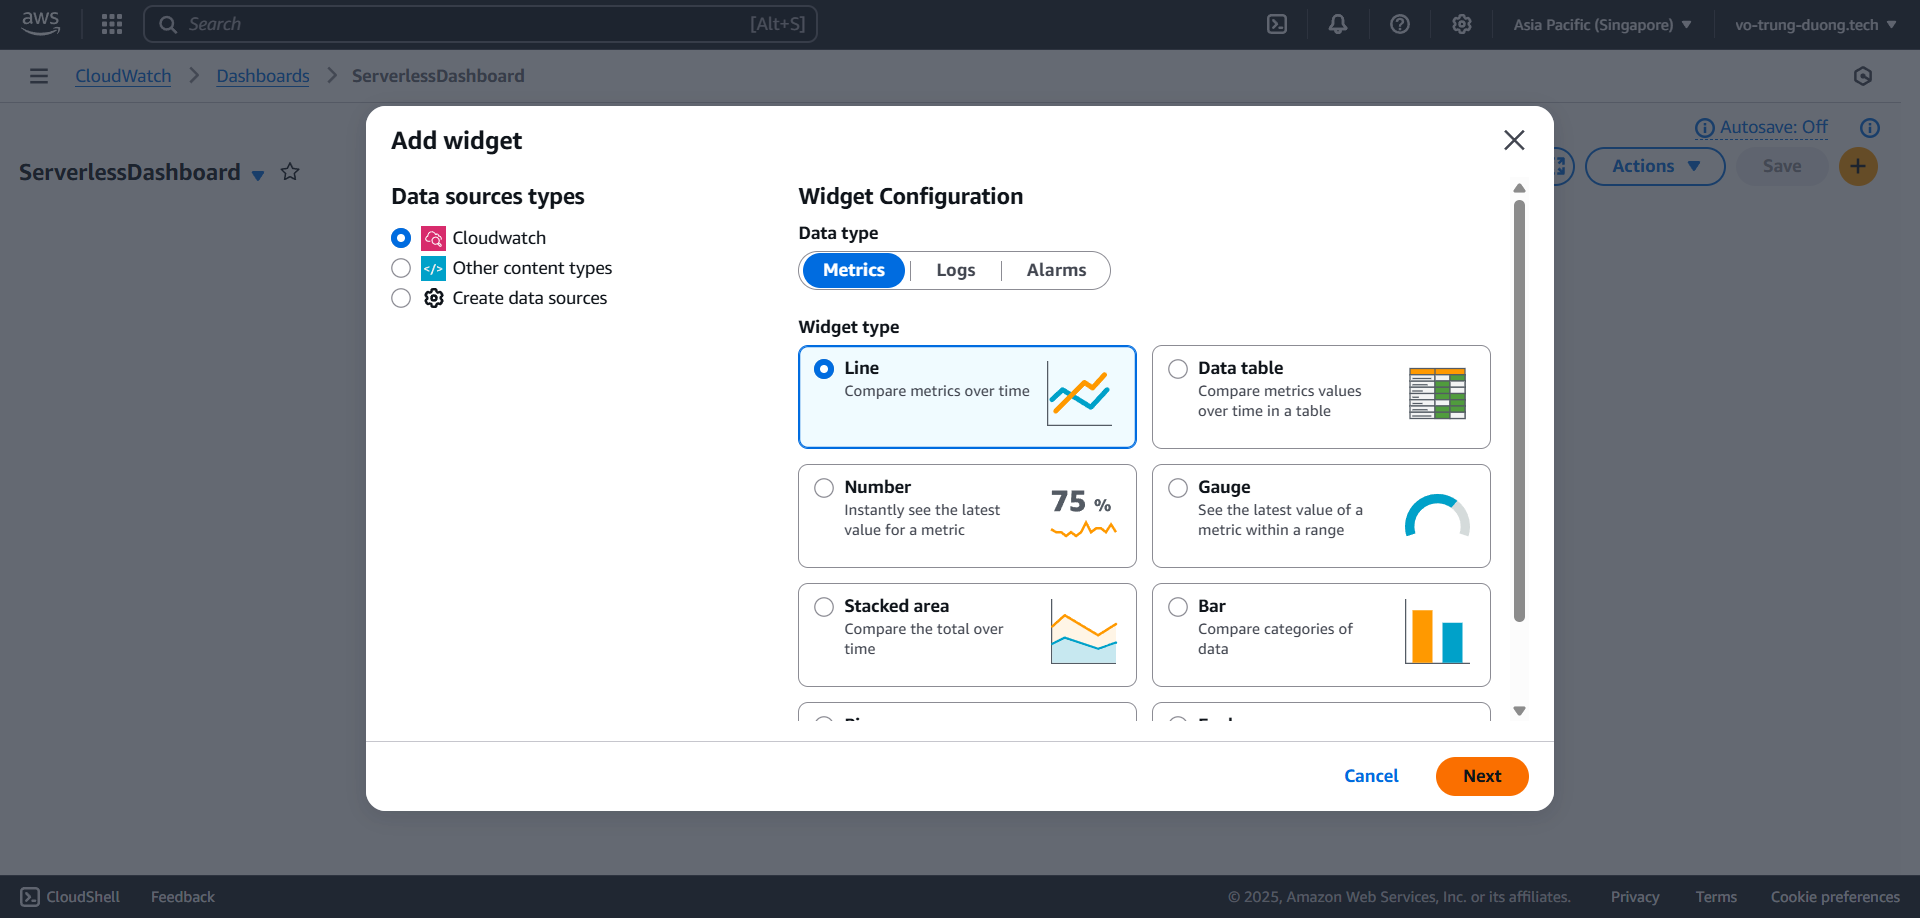 aws
Search
[Alt+S]
Asia Pacific (Singapore)
vo-trung-duong.tech
CloudWatch
Dashboards
ServerlessDashboard
Autosave: Off
ServerlessDashboard
Actions
Save
Add widget
Data sources types
Cloudwatch
Other content types
Create data sources
Widget Configuration
Data type
Metrics
Logs
Alarms
Widget type
Line
Compare metrics over time
Data table
Compare metrics values
over time in a table
Number
Instantly see the latest
value for a metric
75 %
Gauge
See the latest value of a
metric within a range
Stacked area
Compare the total over
time
Bar
Compare categories of
data
Cancel
Next
CloudShell
Feedback
© 2025, Amazon Web Services, Inc. or its affiliates.
Privacy
Terms
Cookie preferences